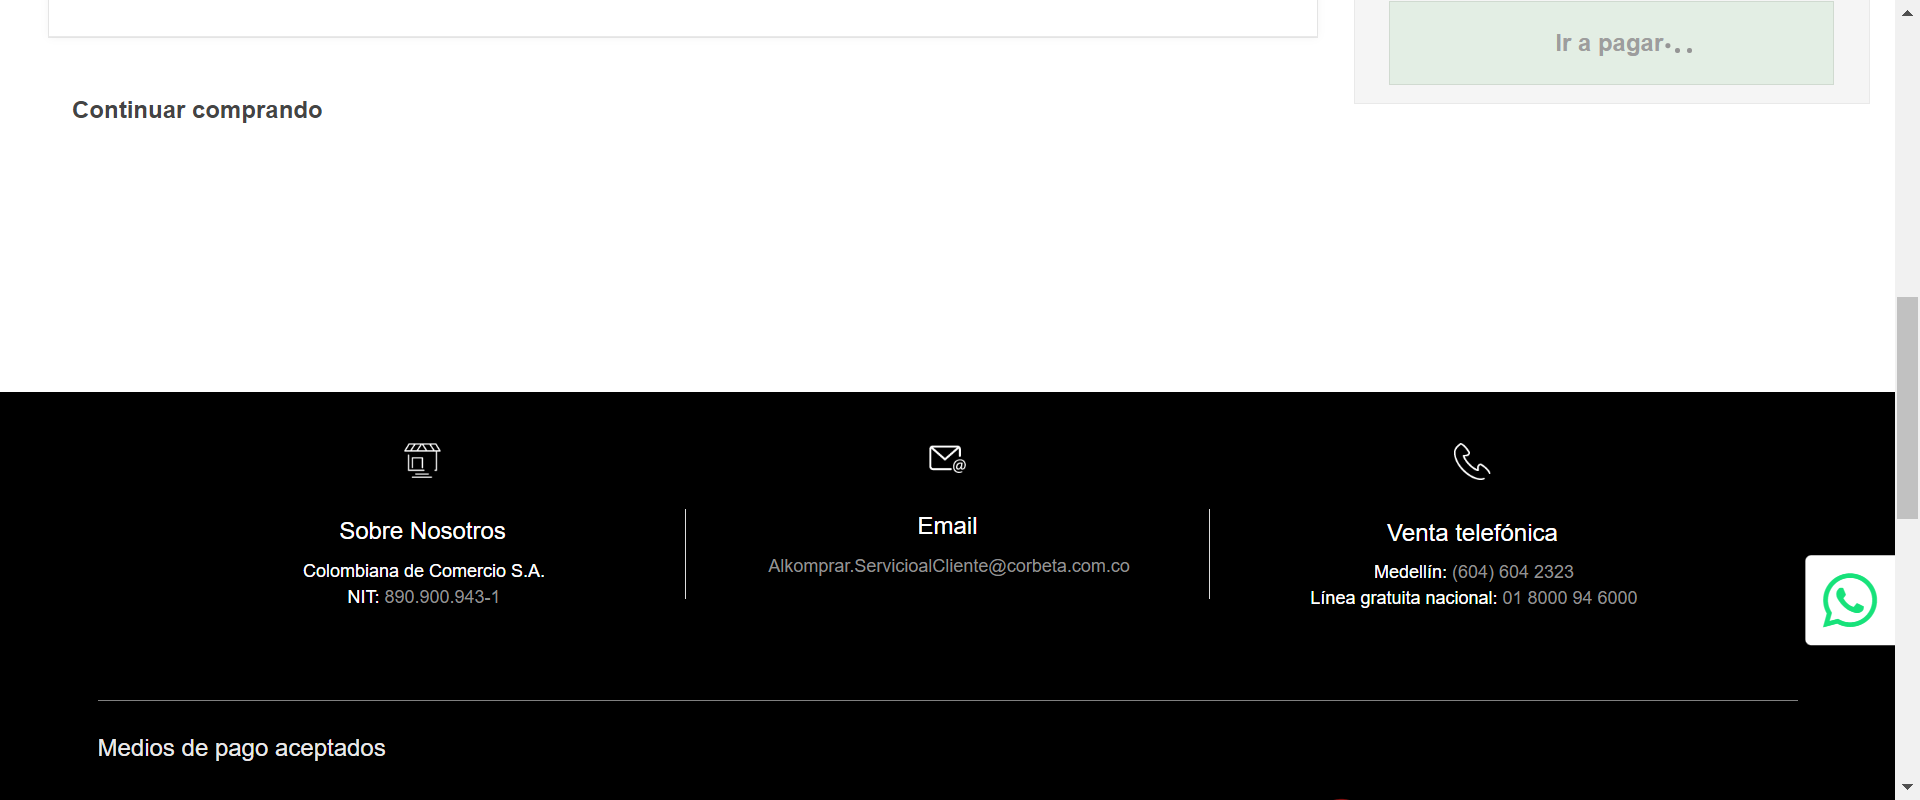 Ir a pagar...
Continuar comprando
Sobre Nosotros
Colombiana de Comercio S.A.
NIT: 890.900.943-1
Email
Alkomprar.ServicioalCliente@corbeta.com.co
Venta telefónica
Medellín: (604) 604 2323
Línea gratuita nacional: 01 8000 94 6000
Medios de pago aceptados